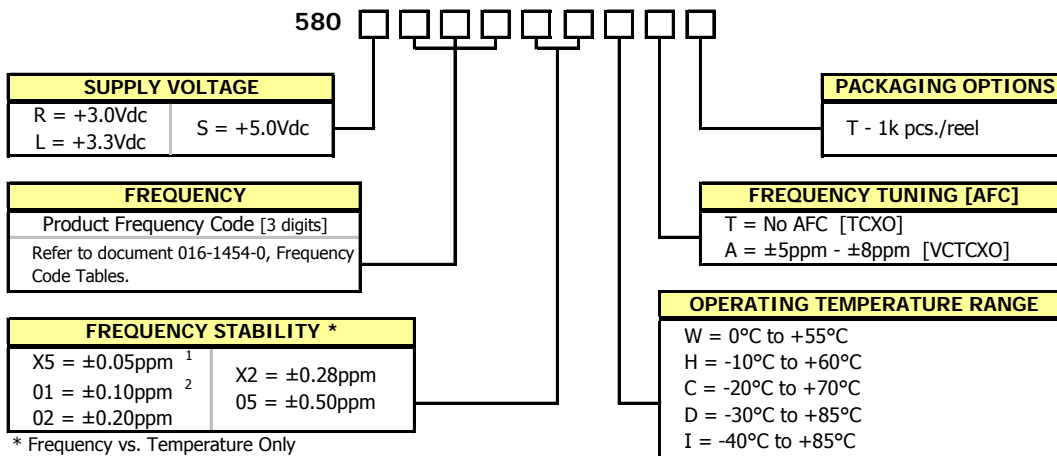 580
SUPPLY VOLTAGE
R = +3.0Vdc
L = +3.3Vdc
S = +5.0Vdc
PACKAGING OPTIONS
T - 1k pcs./reel
FREQUENCY
Product Frequency Code [3 digits]
Refer to document 016-1454-0, Frequency
Code Tables.
FREQUENCY TUNING [AFC]
T = No AFC [TCXO]
A = ±5ppm - ±8ppm [VCTCXO]
FREQUENCY STABILITY *
X5 = ±0.05ppm 1
01 = ±0.10ppm 2
02 = ±0.20ppm
X2 = ±0.28ppm
05 = ±0.50ppm
* Frequency vs. Temperature Only
OPERATING TEMPERATURE RANGE
W = 0°C to +55°C
H = -10°C to +60°C
C = -20°C to +70°C
D = -30°C to +85°C
I = -40°C to +85°C